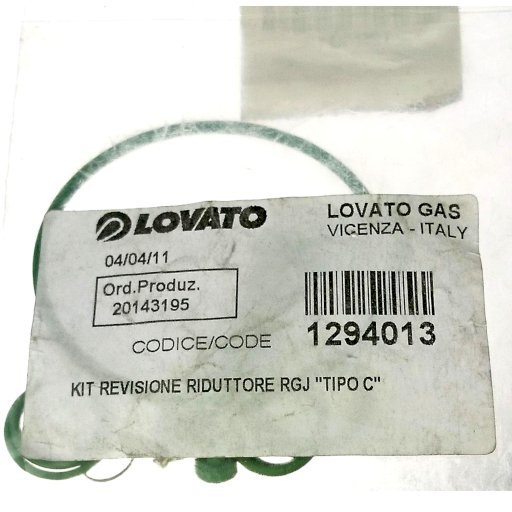 LOVATO
LOVATO GAS
VICENZA - ITALY
04/04/11
Ord.Produz.
20143195
CODICE/CODE
1294013
KIT REVISIONE RIDUTTORE RGJ "TIPO C"